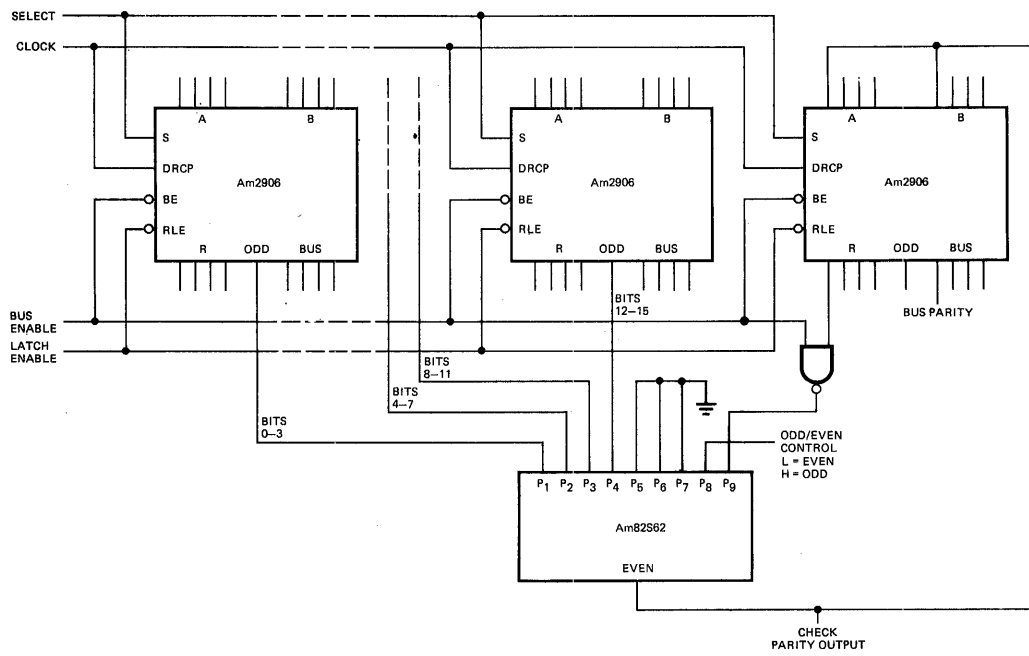 SELECT
CLOCK
A
B
S
DRCP
Am2906
BE
RLE
R
ODD
BUS
A
B
S
DRCP
Am2906
BE
RLE
R
ODD
BUS
A
B
S
DRCP
Am2906
BE
RLE
R
ODD
BUS
BITS
12–15
BUS PARITY
BUS
ENABLE
LATCH
ENABLE
BITS
8–11
BITS
4–7
BITS
0–3
ODD/EVEN
CONTROL
L = EVEN
H = ODD
P1 P2 P3 P4 P5 P6 P7 P8 P9
Am82S62
EVEN
CHECK
PARITY OUTPUT